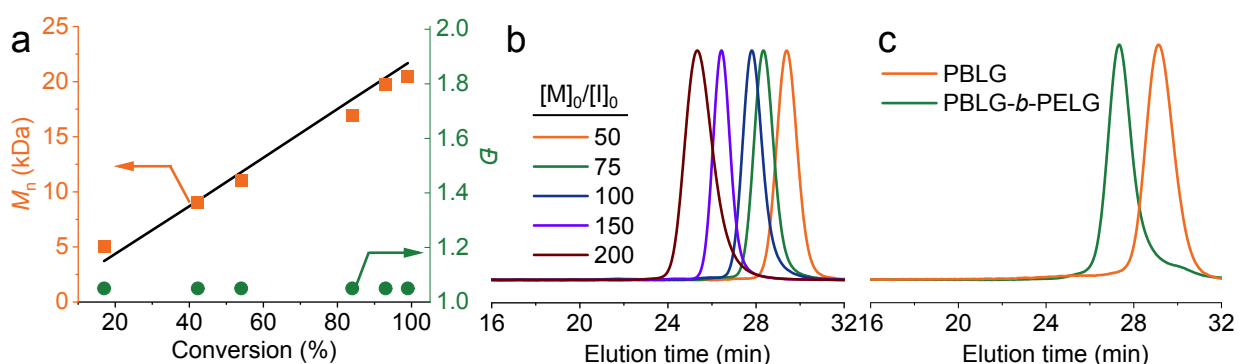 a
25
20
15
10
5
0
Mn (kDa)
20 40 60 80 100
Conversion (%)
2.0
1.8
1.6
1.4
1.2
1.0
Đ
b
[M]0/[I]0
50
75
100
150
200
16 20 24 28 32
Elution time (min)
c
PBLG
PBLG-b-PELG
16 20 24 28 32
Elution time (min)